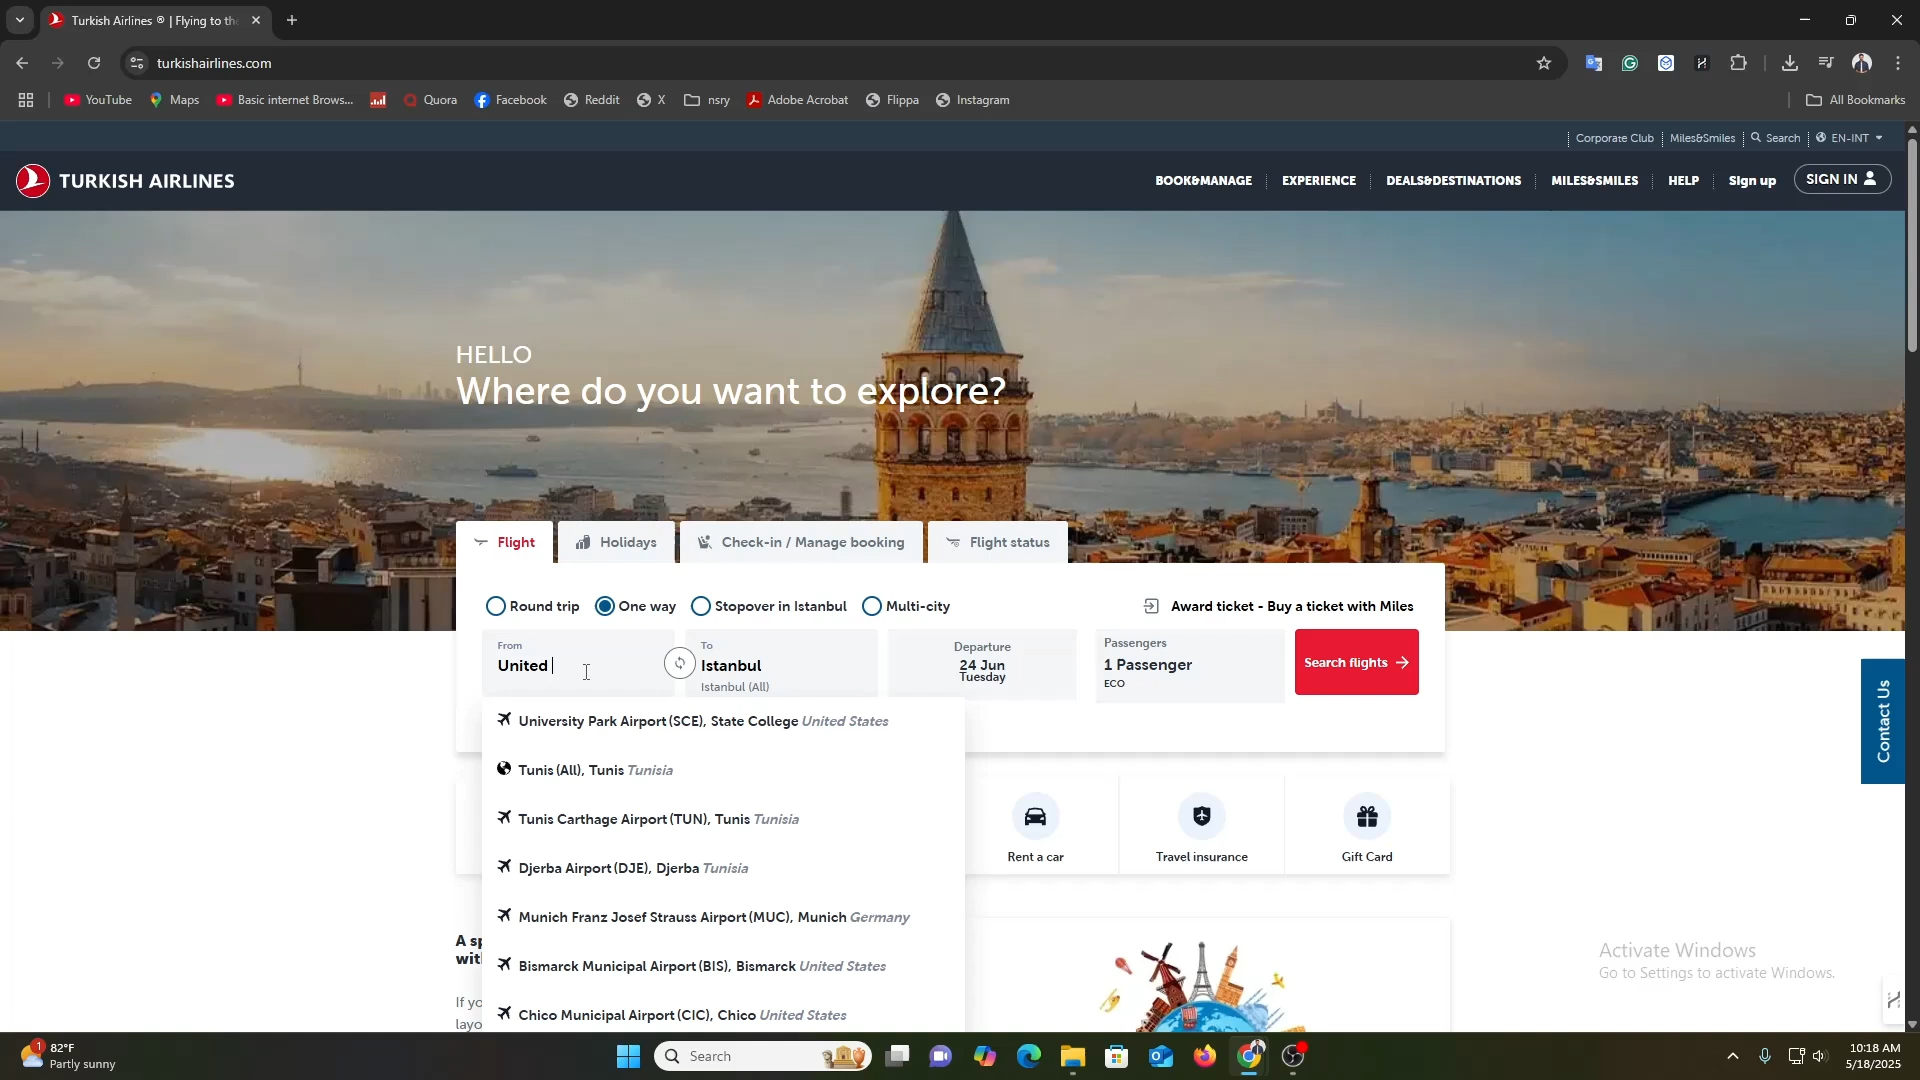 Turkish Airlines ® | Flying to the
turkishairlines.com
YouTube
Maps
Basic internet Brows...
Quora
Facebook
Reddit
X
nsry
Adobe Acrobat
Flippa
Instagram
All Bookmarks
Corporate Club
Miles&Smiles
Search
EN-INT
TURKISH AIRLINES
BOOK&MANAGE
EXPERIENCE
DEALS&DESTINATIONS
MILES&SMILES
HELP
Sign up
SIGN IN
HELLO
Where do you want to explore?
Flight
Holidays
Check-in / Manage booking
Flight status
Round trip
One way
Stopover in Istanbul
Multi-city
Award ticket - Buy a ticket with Miles
From
United
To
Istanbul
Istanbul (All)
Departure
24 Jun
Tuesday
Passengers
1 Passenger
ECO
Search flights
Contact Us
University Park Airport (SCE), State College United States
Tunis (All), Tunis Tunisia
Tunis Carthage Airport (TUN), Tunis Tunisia
Djerba Airport (DJE), Djerba Tunisia
Munich Franz Josef Strauss Airport (MUC), Munich Germany
Bismarck Municipal Airport (BIS), Bismarck United States
Chico Municipal Airport (CIC), Chico United States
Rent a car
Travel insurance
Gift Card
A sp
with
If yo
layo
Activate Windows
Go to Settings to activate Windows.
1
82°F
Partly sunny
Search
10:18 AM
5/18/2025